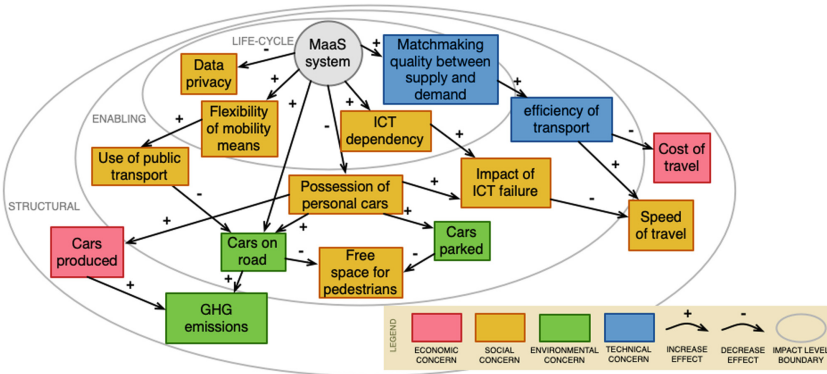 LIFE-CYCLE
MaaS
system
+
-
Matchmaking
quality between
supply and
demand
Data
privacy
+
+
+
+
-
ENABLING
+
Flexibility
of mobility
means
ICT
dependency
efficiency of
transport
+
-
Use of public
transport
Cost of
travel
+
Impact of
ICT failure
-
Possession of
personal cars
+
-
STRUCTURAL
+
+
+
Speed
of travel
Cars
produced
Cars on
road
Cars
parked
-
-
Free
space for
pedestrians
+
+
GHG
emissions
LEGEND
+
-
ECONOMIC
CONCERN
SOCIAL
CONCERN
ENVIRONMENTAL
CONCERN
TECHNICAL
CONCERN
INCREASE
EFFECT
DECREASE
EFFECT
IMPACT LEVEL
BOUNDARY